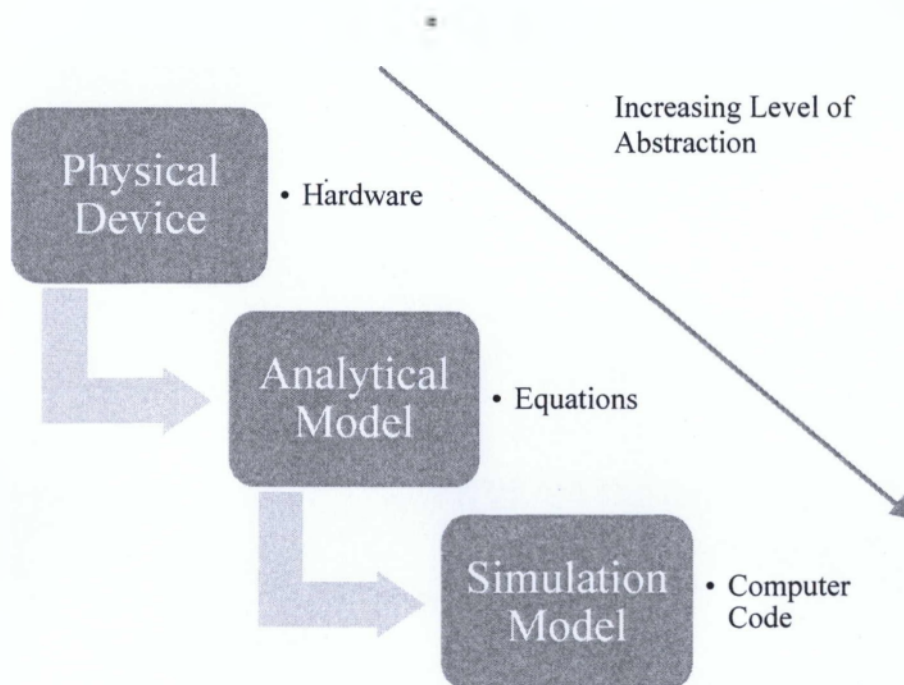 Increasing Level of
Abstraction
Physical
Device
• Hardware
Analytical
Model
• Equations
Simulation
Model
• Computer
Code